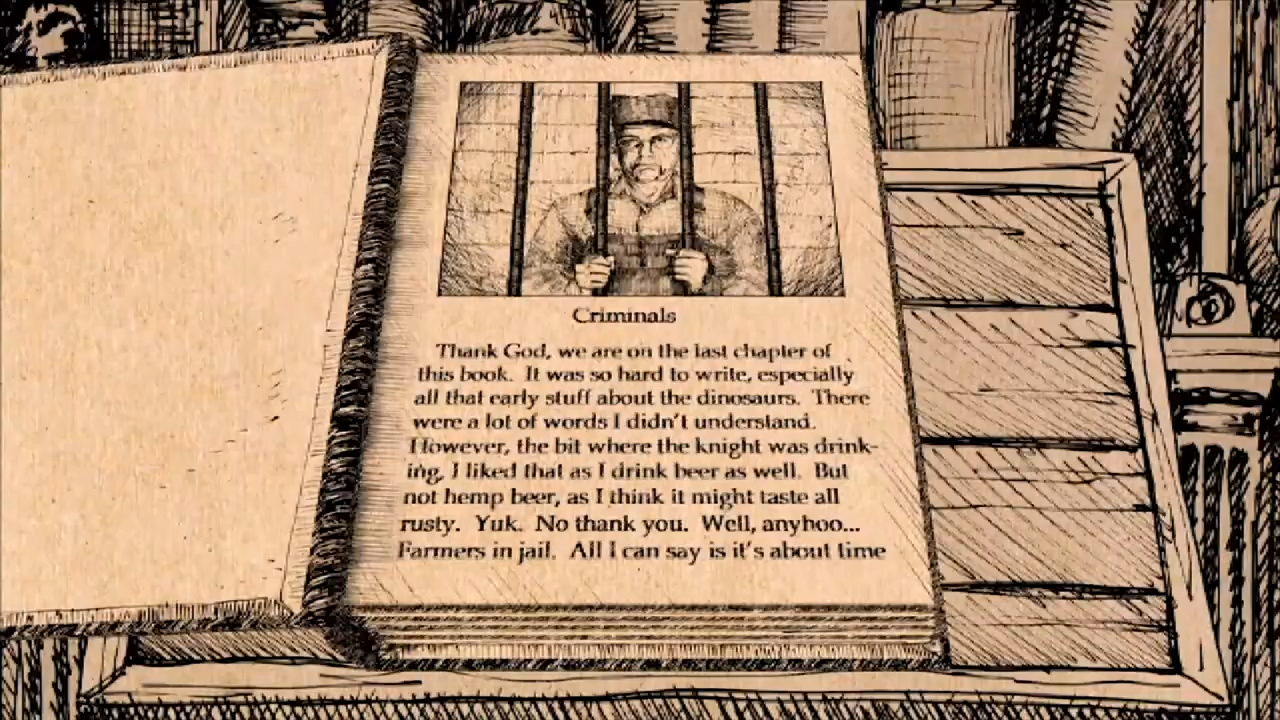 Criminals
Thank God, we are on the last chapter of
this book. It was so hard to write, especially
all that early stuff about the dinosaurs. There
were a lot of words I didn't understand.
However, the bit where the knight was drink-
ing, I liked that as I drink beer as well. But
not hemp beer, as I think it might taste all
rusty. Yuk. No thank you. Well, anyhoo...
Farmers in jail. All I can say is it's about time